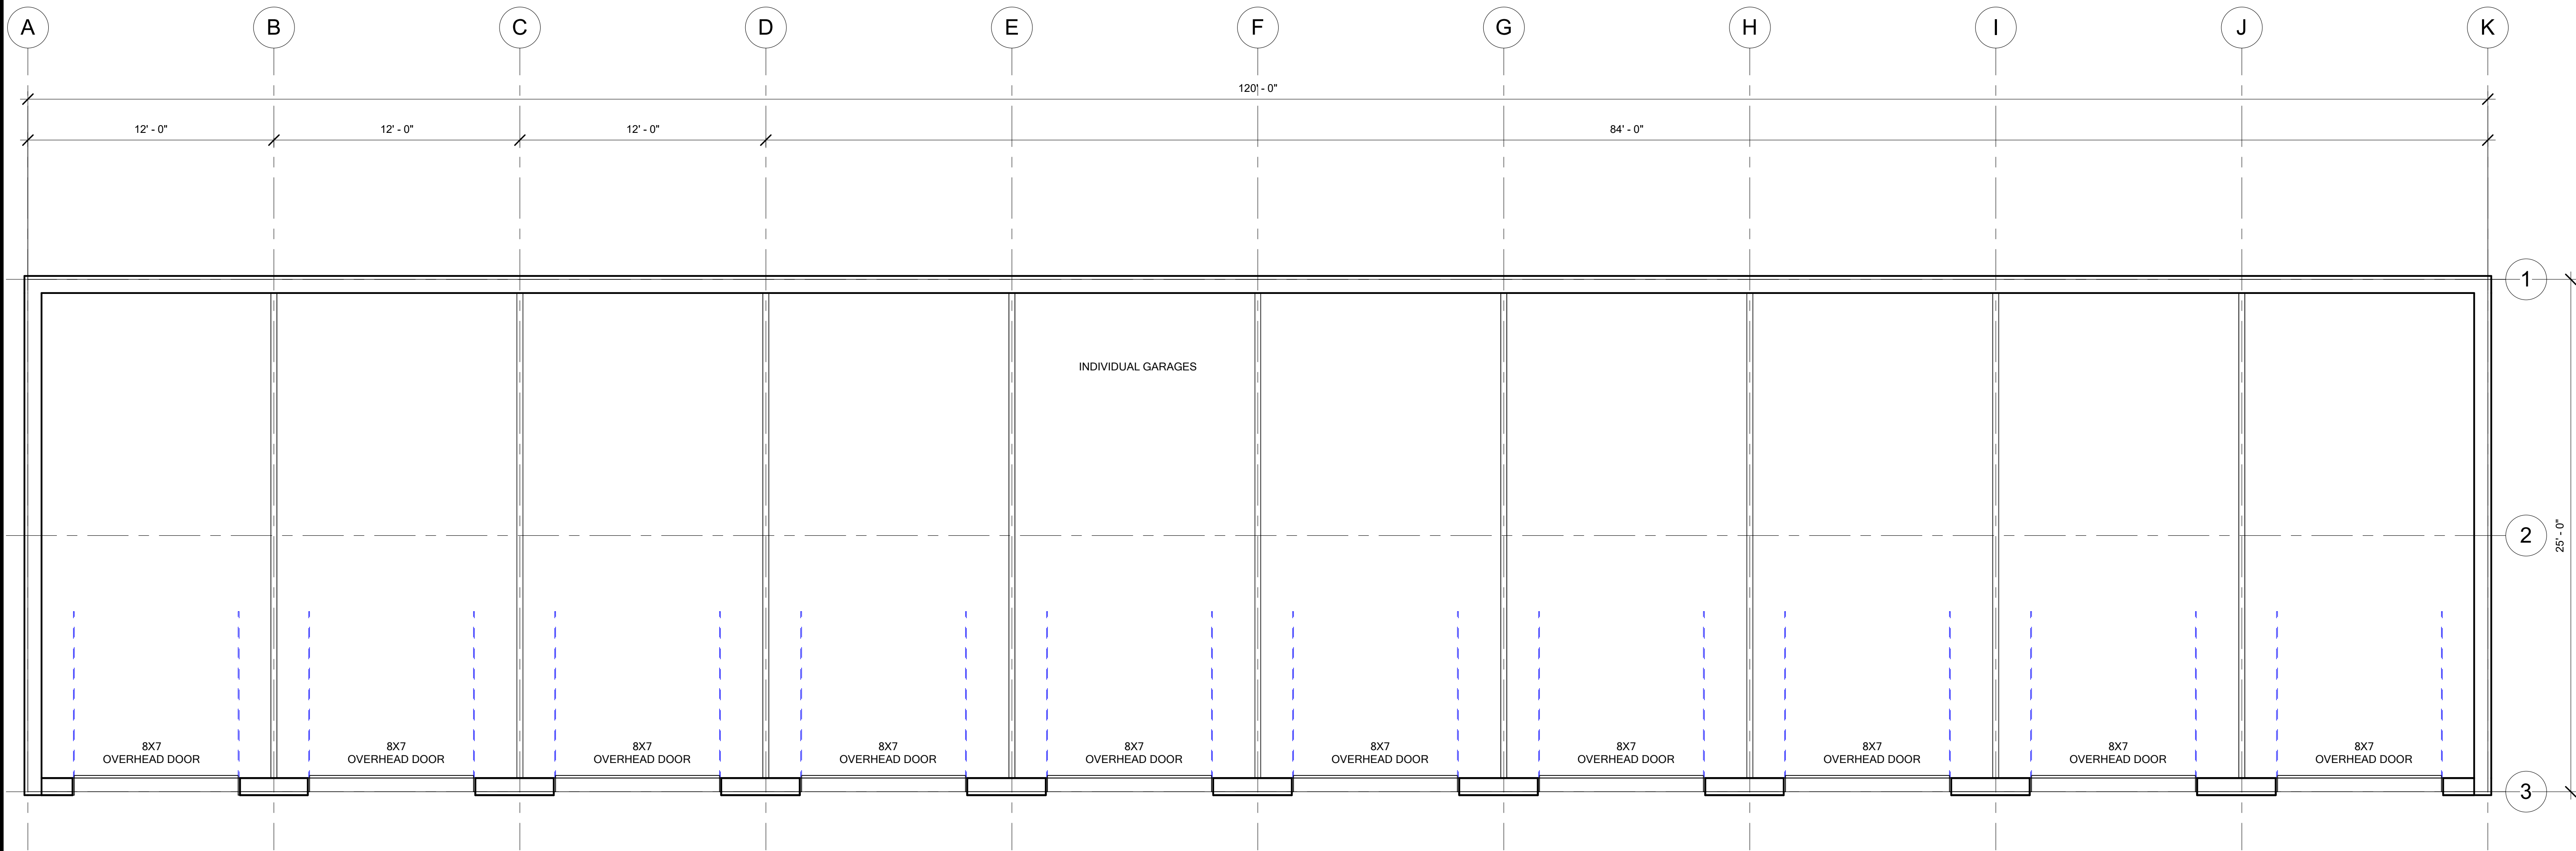 A
B
C
D
E
F
G
H
I
J
K
120' - 0"
12' - 0"
12' - 0"
12' - 0"
84' - 0"
1
INDIVIDUAL GARAGES
2
25' - 0"
8X7
OVERHEAD DOOR
8X7
OVERHEAD DOOR
8X7
OVERHEAD DOOR
8X7
OVERHEAD DOOR
8X7
OVERHEAD DOOR
8X7
OVERHEAD DOOR
8X7
OVERHEAD DOOR
8X7
OVERHEAD DOOR
8X7
OVERHEAD DOOR
8X7
OVERHEAD DOOR
3